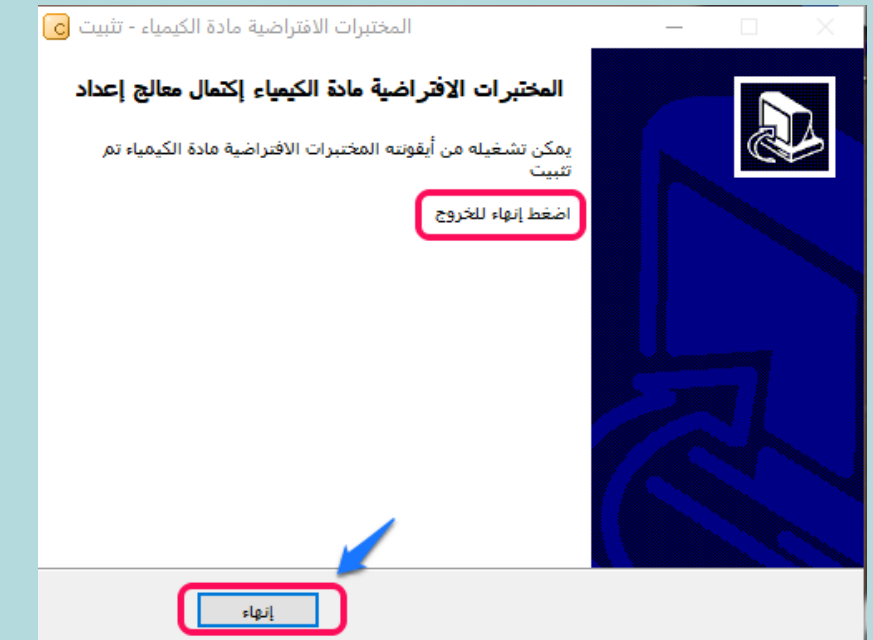 المختبرات الافتراضية مادة الكيمياء - تثبيت
المختبرات الافتراضية مادة الكيمياء إكتمال معالج إعداد
يمكن تشغيله من أيقونته المختبرات الافتراضية مادة الكيمياء تم
تثبيت
اضغط إنهاء للخروج
إنهاء